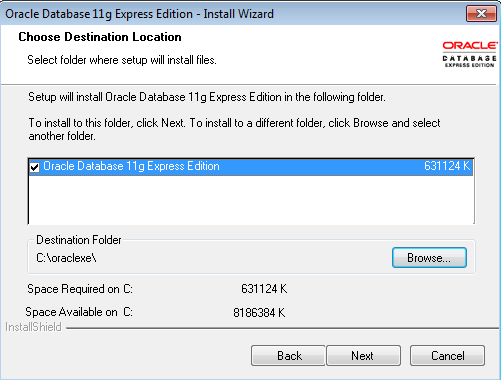 Oracle Database 11g Express Edition - Install Wizard
Choose Destination Location
Select folder where setup will install files.
ORACLE
DATABASE
EXPRESS EDITION
Setup will install Oracle Database 11g Express Edition in the following folder.
To install to this folder, click Next. To install to a different folder, click Browse and select
another folder.
Oracle Database 11g Express Edition 631124 K
Destination Folder
C:\oraclexe\
Browse...
Space Required on C: 631124 K
Space Available on C: 8186384 K
InstallShield
Back Next Cancel